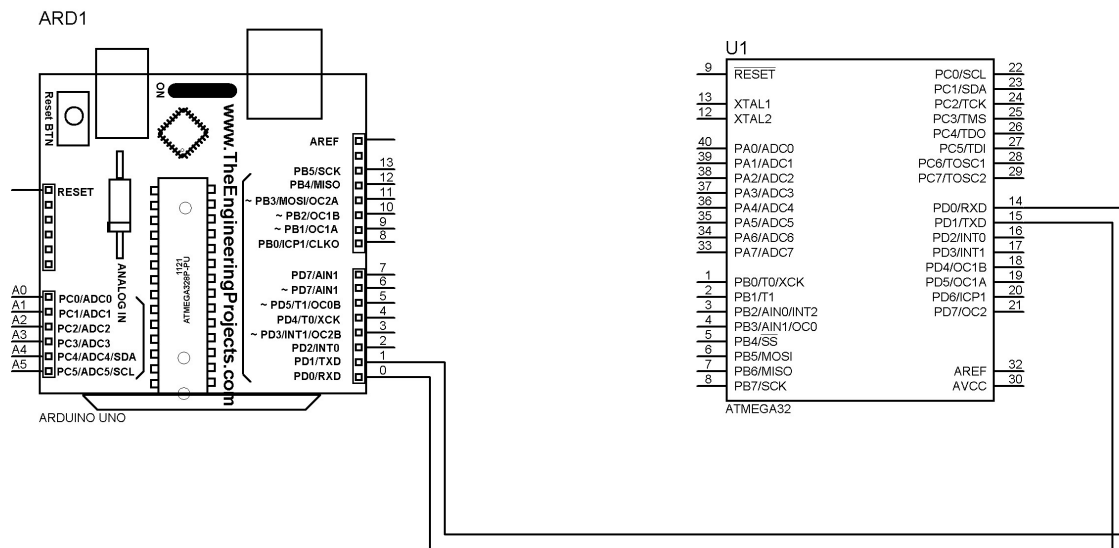 ARD1
ON
Reset BTN
www.TheEngineeringProjects.com
RESET
ANALOG IN
1121
ATMEGA328P-PU
A0 PC0/ADC0
A1 PC1/ADC1
A2 PC2/ADC2
A3 PC3/ADC3
A4 PC4/ADC4/SDA
A5 PC5/ADC5/SCL
AREF
PB5/SCK 13
PB4/MISO 12
~ PB3/MOSI/OC2A 11
~ PB2/OC1B 10
~ PB1/OC1A 9
PB0/ICP1/CLKO 8
PD7/AIN1 7
~ PD7/AIN1 6
~ PD5/T1/OC0B 5
PD4/T0/XCK 4
~ PD3/INT1/OC2B 3
PD2/INT0 2
PD1/TXD 1
PD0/RXD 0
ARDUINO UNO
U1
9 RESET
13 XTAL1
12 XTAL2
40 PA0/ADC0
39 PA1/ADC1
38 PA2/ADC2
37 PA3/ADC3
36 PA4/ADC4
35 PA5/ADC5
34 PA6/ADC6
33 PA7/ADC7
1 PB0/T0/XCK
2 PB1/T1
3 PB2/AIN0/INT2
4 PB3/AIN1/OC0
5 PB4/SS
6 PB5/MOSI
7 PB6/MISO
8 PB7/SCK
PC0/SCL 22
PC1/SDA 23
PC2/TCK 24
PC3/TMS 25
PC4/TDO 26
PC5/TDI 27
PC6/TOSC1 28
PC7/TOSC2 29
PD0/RXD 14
PD1/TXD 15
PD2/INT0 16
PD3/INT1 17
PD4/OC1B 18
PD5/OC1A 19
PD6/ICP1 20
PD7/OC2 21
AREF 32
AVCC 30
ATMEGA32